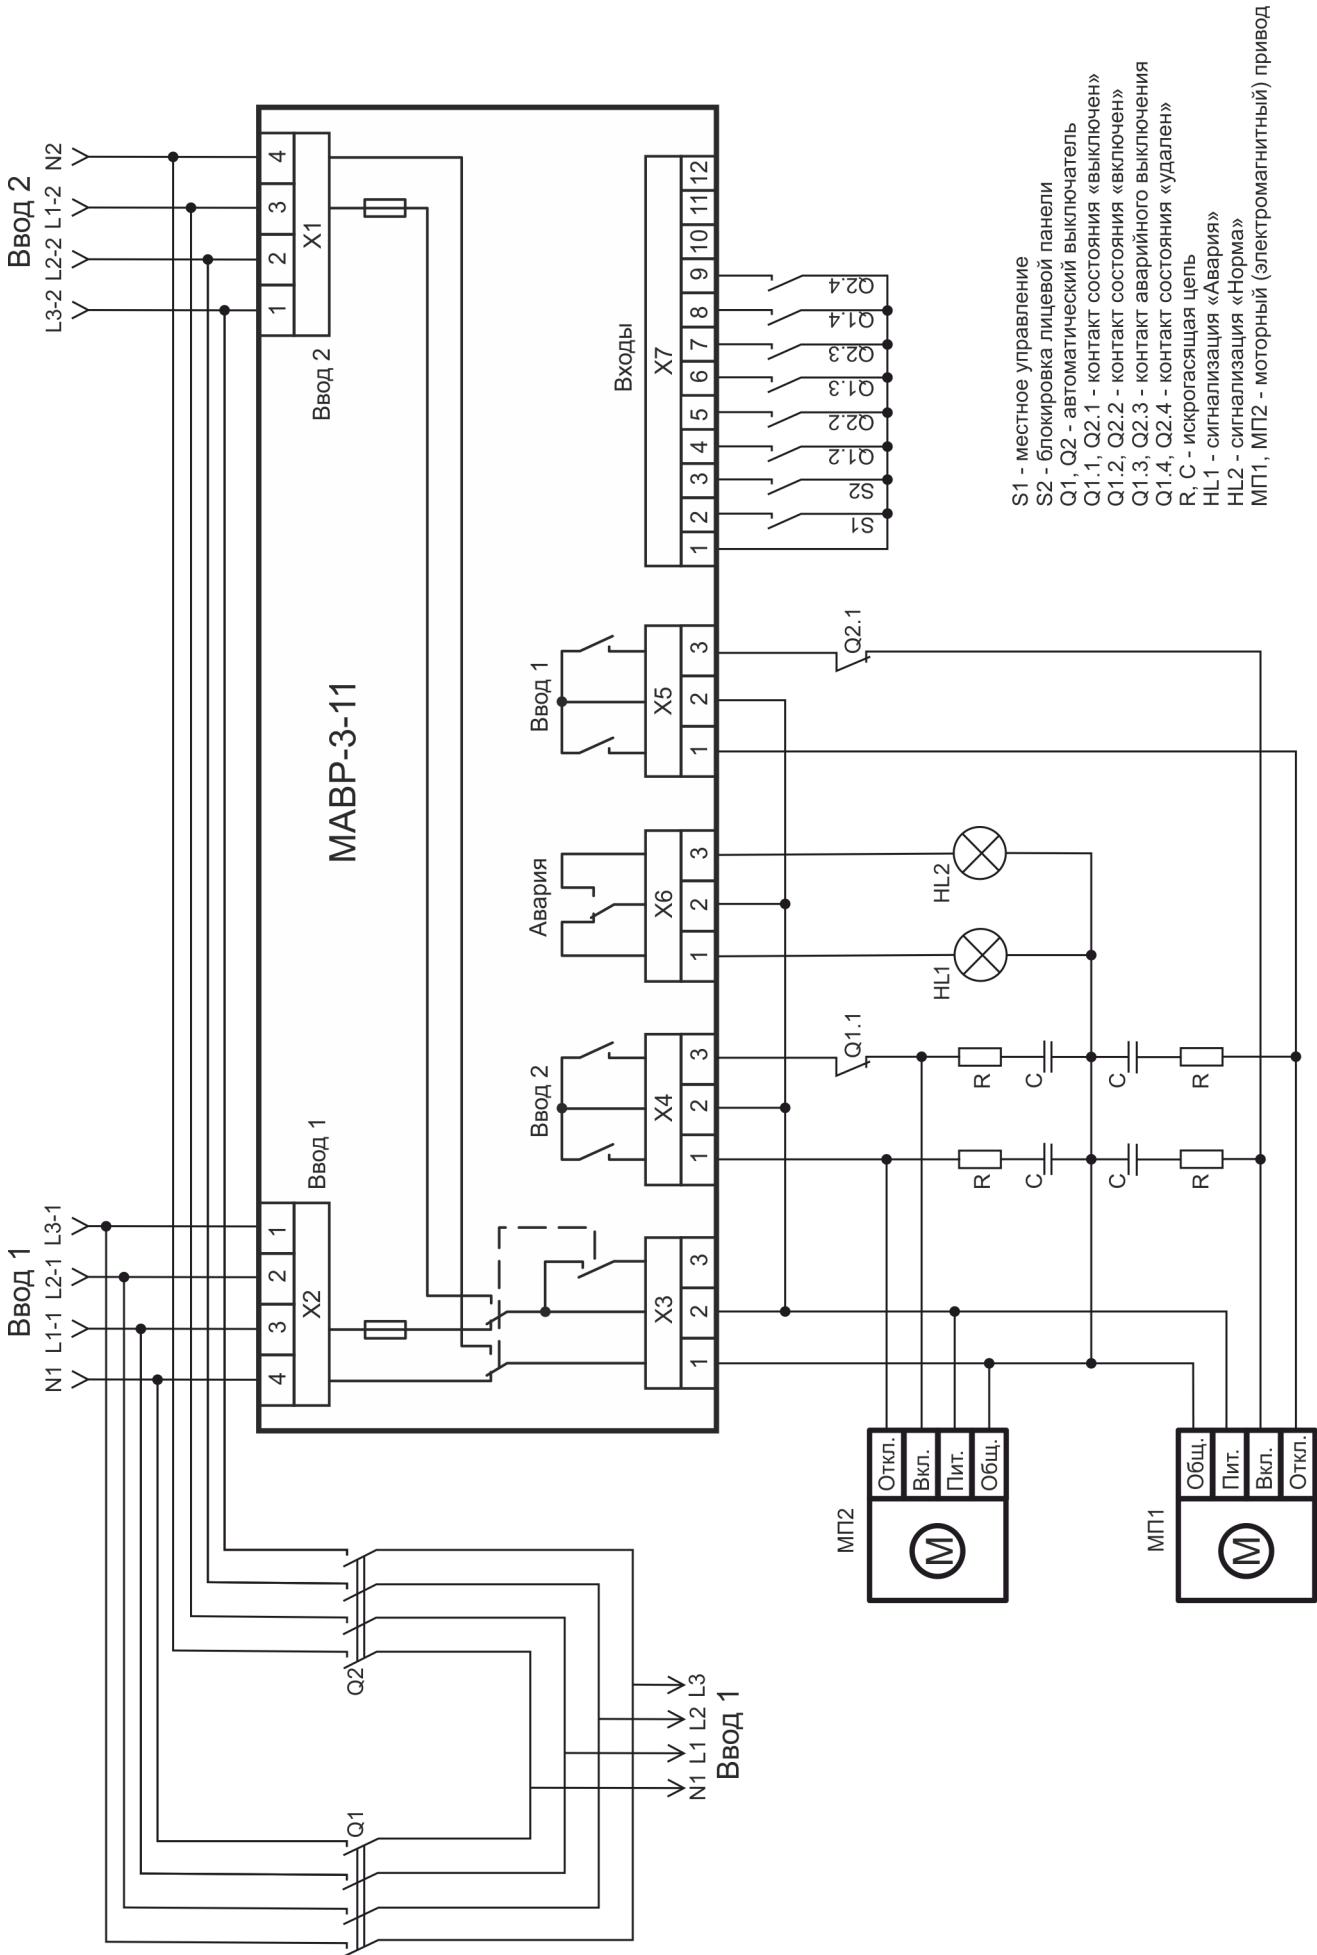 Ввод 1
N1 L1-1 L2-1 L3-1
Ввод 2
L3-2 L2-2 L1-2 N2
4 3 2 1
X2
Ввод 1
1 2 3 4
X1
Ввод 2
МАВР-3-11
Ввод 2
Авария
Ввод 1
Входы
X3
1 2 3
X4
1 2 3
X6
1 2 3
X5
1 2 3
X7
1 2 3 4 5 6 7 8 9 10 11 12
S1
S2
Q1.2
Q2.2
Q1.3
Q2.3
Q1.4
Q2.4
Q1
Q2
N1 L1 L2 L3
Ввод 1
Q1.1
Q2.1
HL1
HL2
R
R
C
C
C
C
R
R
МП2
M
Откл.
Вкл.
Пит.
Общ.
МП1
M
Общ.
Пит.
Вкл.
Откл.
S1 - местное управление
S2 - блокировка лицевой панели
Q1, Q2 - автоматический выключатель
Q1.1, Q2.1 - контакт состояния «выключен»
Q1.2, Q2.2 - контакт состояния «включен»
Q1.3, Q2.3 - контакт аварийного выключения
Q1.4, Q2.4 - контакт состояния «удален»
R, C - искрогасящая цепь
HL1 - сигнализация «Авария»
HL2 - сигнализация «Норма»
МП1, МП2 - моторный (электромагнитный) привод